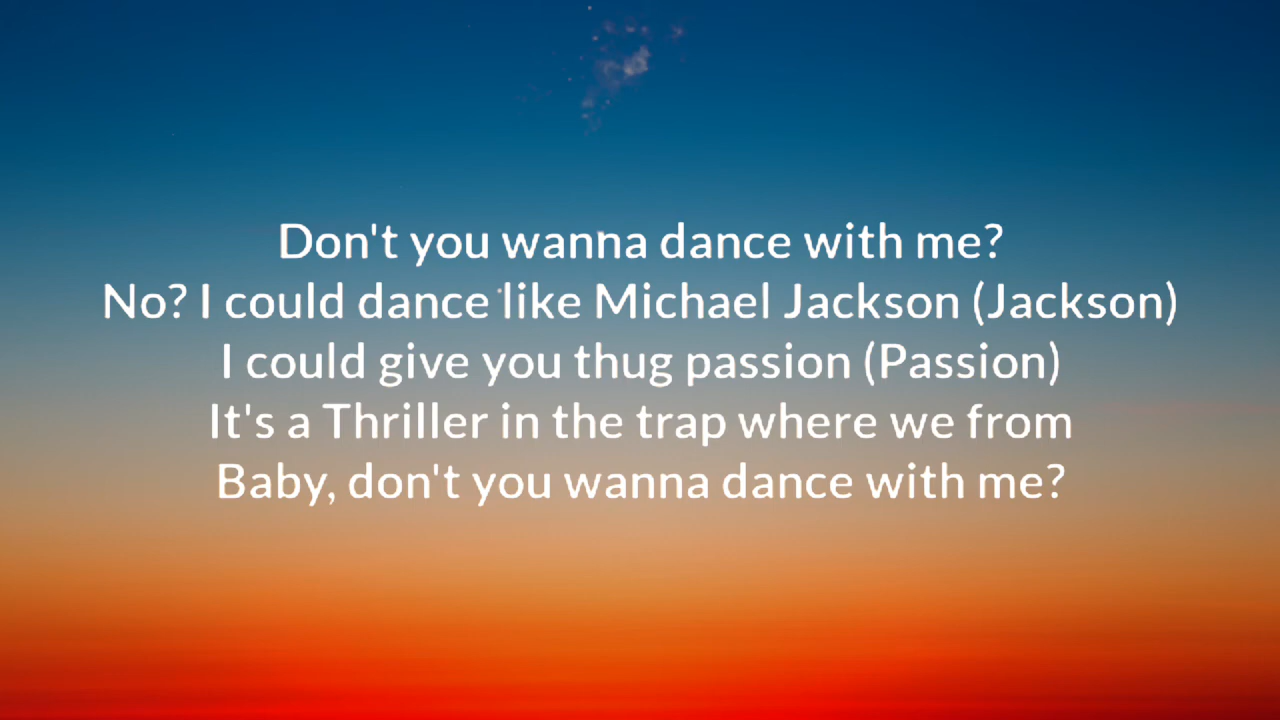 Don't you wanna dance with me?
No? I could dance like Michael Jackson (Jackson)
I could give you thug passion (Passion)
It's a Thriller in the trap where we from
Baby, don't you wanna dance with me?